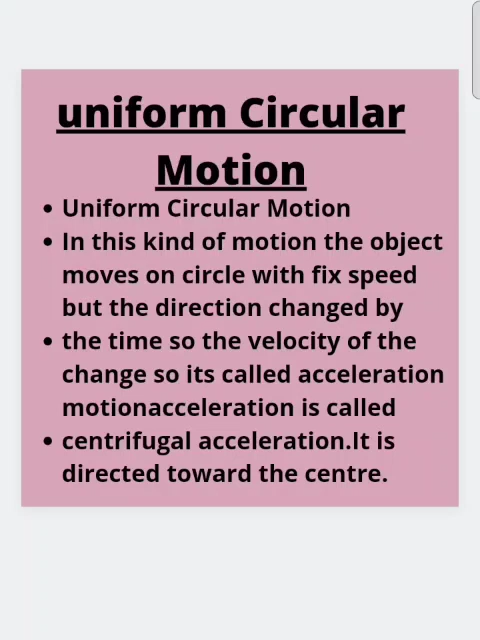 uniform Circular
Motion
• Uniform Circular Motion
• In this kind of motion the object
moves on circle with fix speed
but the direction changed by
• the time so the velocity of the
change so its called acceleration
motionacceleration is called
• centrifugal acceleration.It is
directed toward the centre.